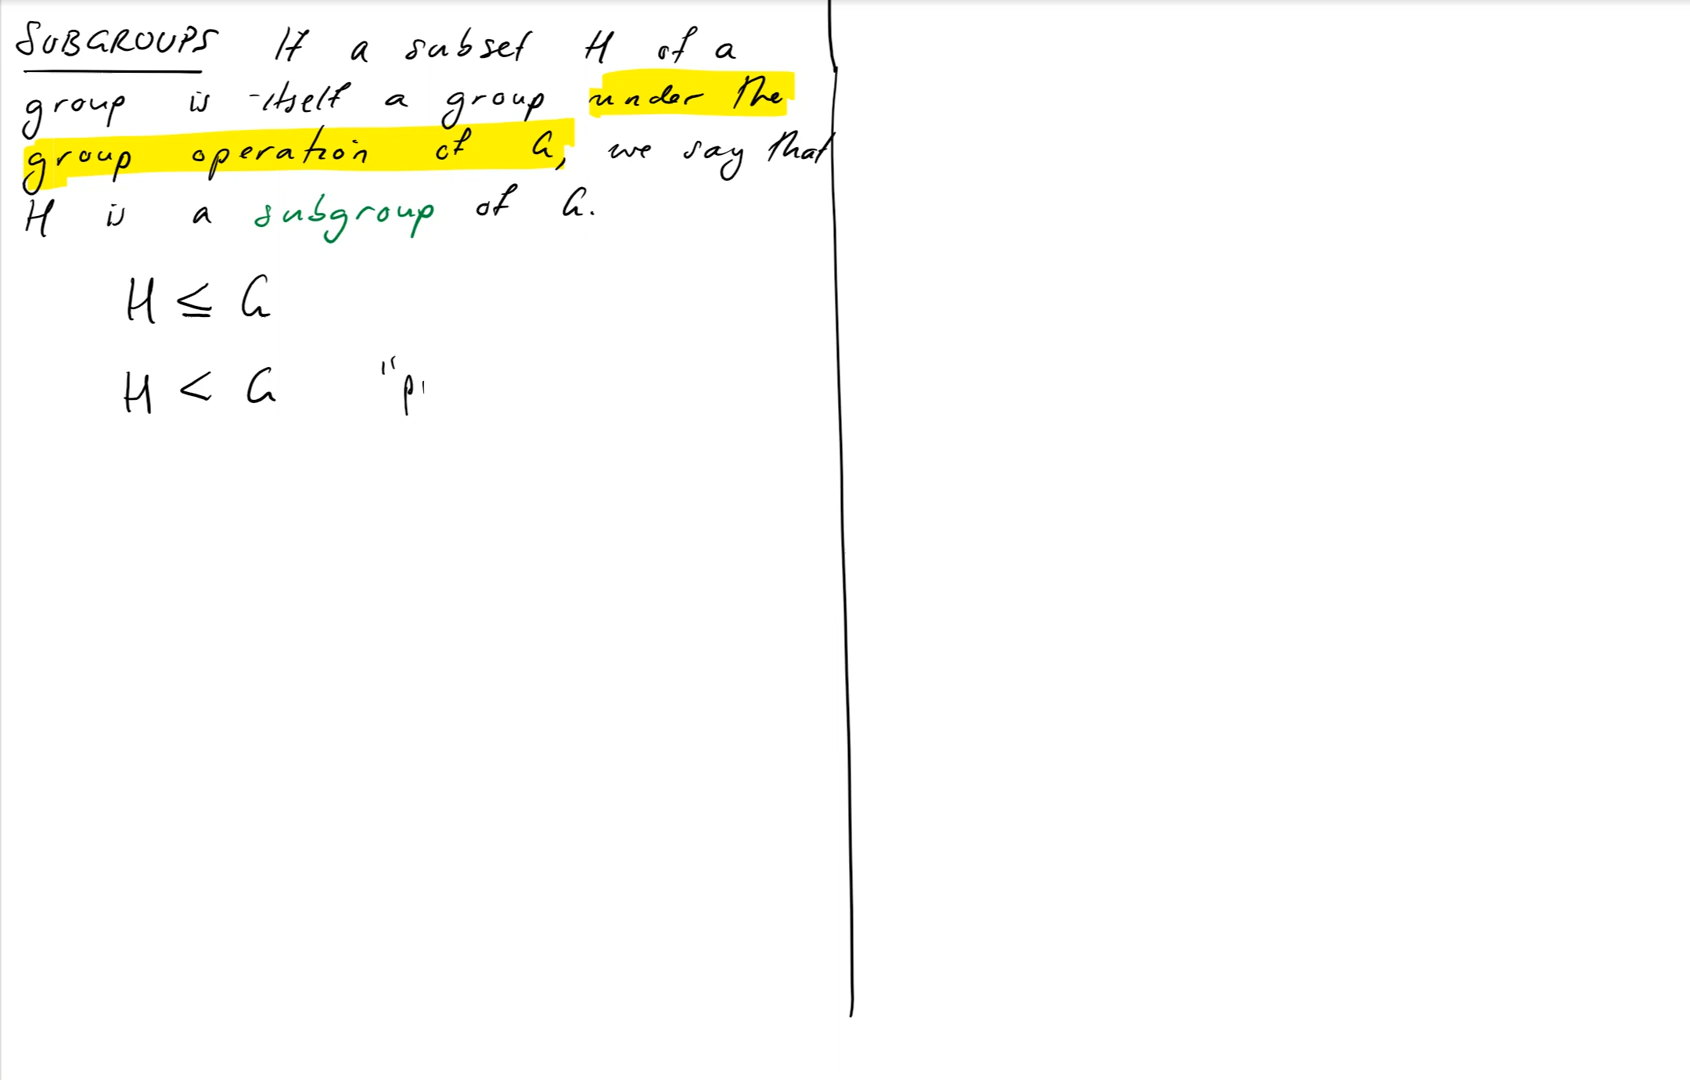 SUBGROUPS If a subset H of a
group is itself a group under the
group operation of G, we say that
H is a subgroup of G.
H ≤ G
H < G "p